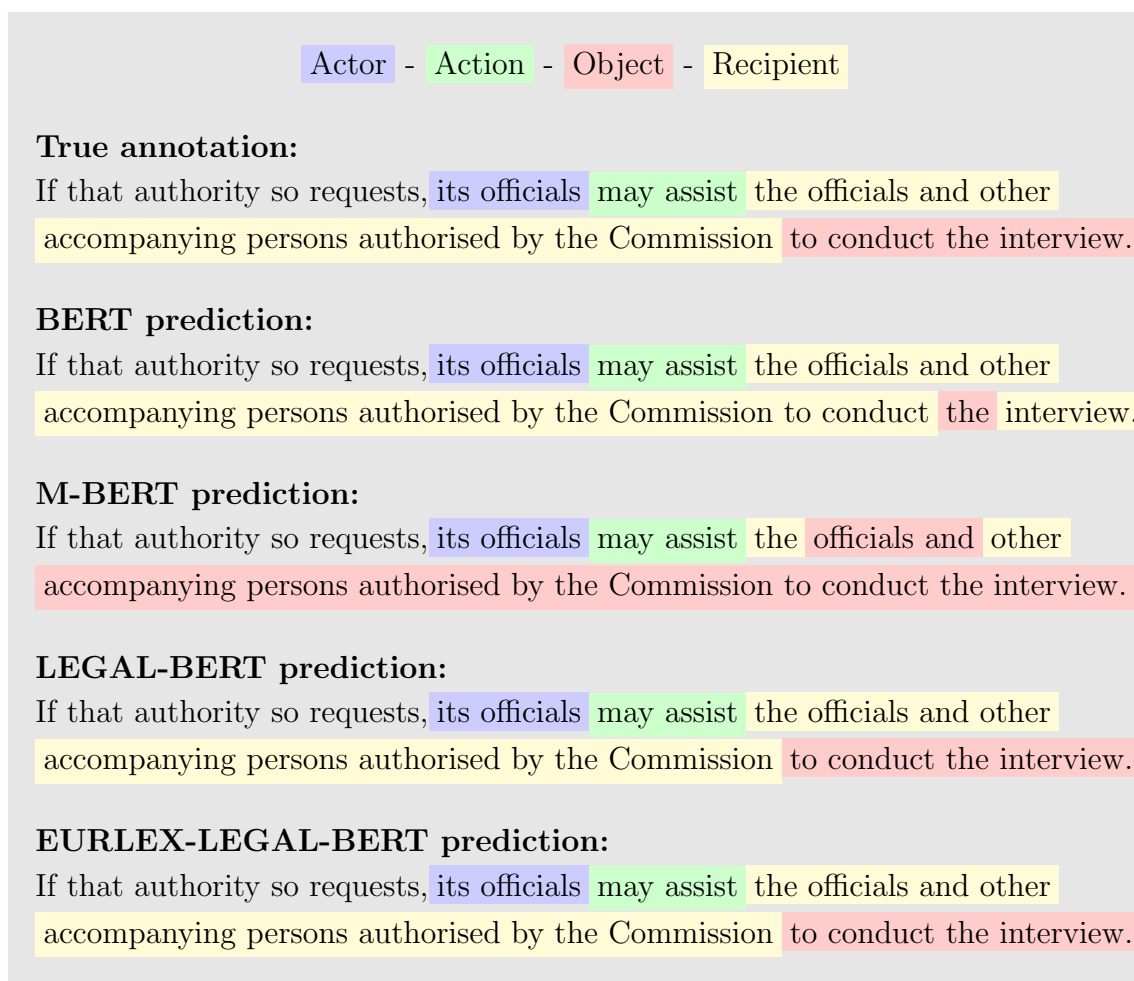 Actor - Action - Object - Recipient
True annotation:
If that authority so requests, its officials may assist the officials and other
accompanying persons authorised by the Commission to conduct the interview.
BERT prediction:
If that authority so requests, its officials may assist the officials and other
accompanying persons authorised by the Commission to conduct the interview.
M-BERT prediction:
If that authority so requests, its officials may assist the officials and other
accompanying persons authorised by the Commission to conduct the interview.
LEGAL-BERT prediction:
If that authority so requests, its officials may assist the officials and other
accompanying persons authorised by the Commission to conduct the interview.
EURLEX-LEGAL-BERT prediction:
If that authority so requests, its officials may assist the officials and other
accompanying persons authorised by the Commission to conduct the interview.